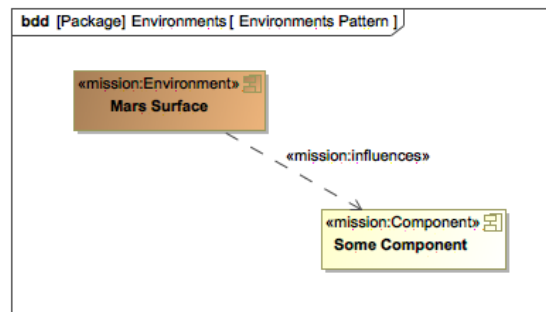 bdd [Package] Environments [ Environments Pattern ]
«mission:Environment»
Mars Surface
«mission:influences»
«mission:Component»
Some Component